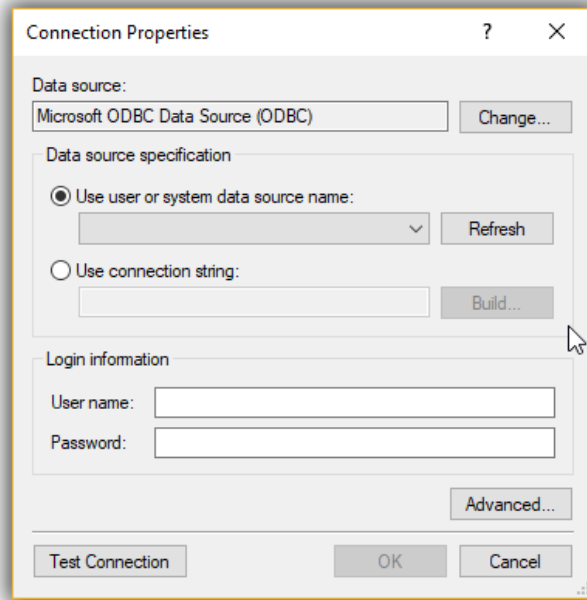 Connection Properties ?
Data source:
Microsoft ODBC Data Source (ODBC) Change...
Data source specification
Use user or system data source name:
Refresh
Use connection string:
Build...
Login information
User name:
Password:
Advanced...
Test Connection OK Cancel